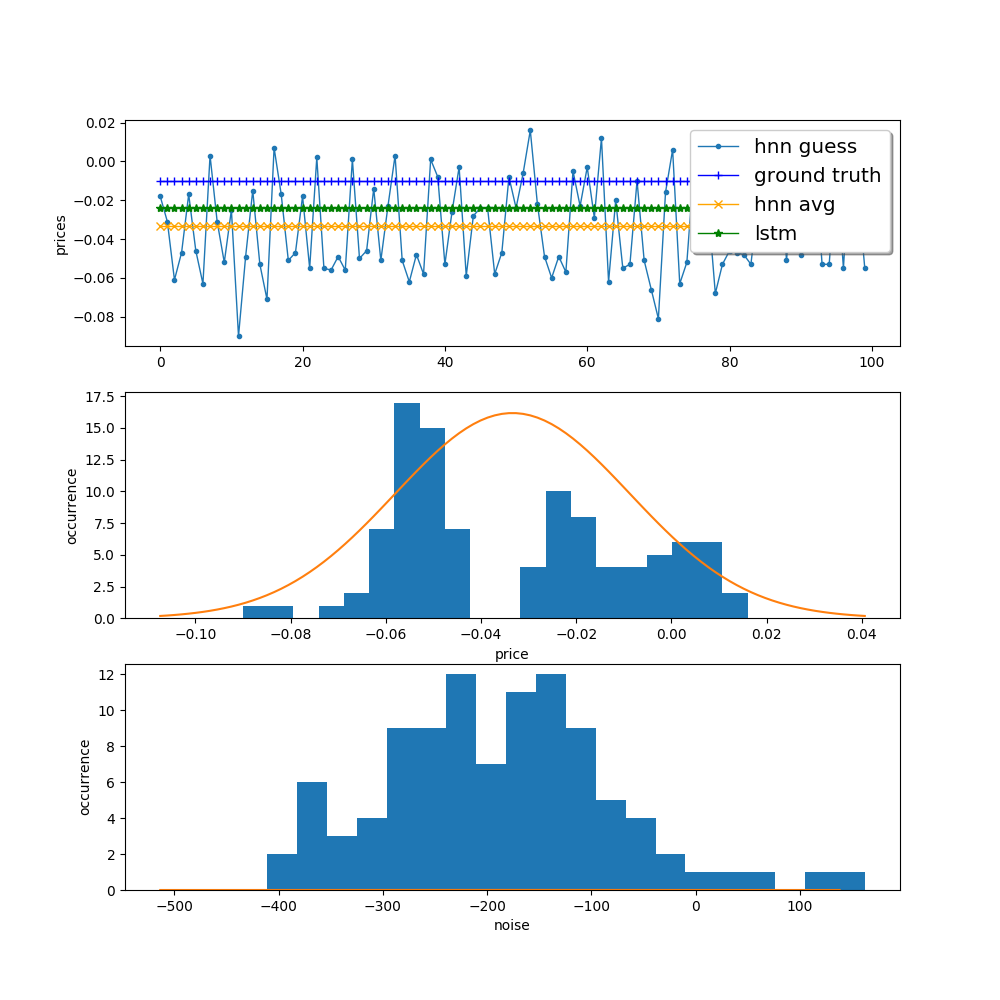 0.02
0.00
−0.02
−0.04
−0.06
−0.08
prices
hnn guess
ground truth
hnn avg
lstm
0 20 40 60 80 100
17.5
15.0
12.5
10.0
7.5
5.0
2.5
0.0
occurrence
−0.10 −0.08 −0.06 −0.04 −0.02 0.00 0.02 0.04
price
12
10
8
6
4
2
0
occurrence
−500 −400 −300 −200 −100 0 100
noise